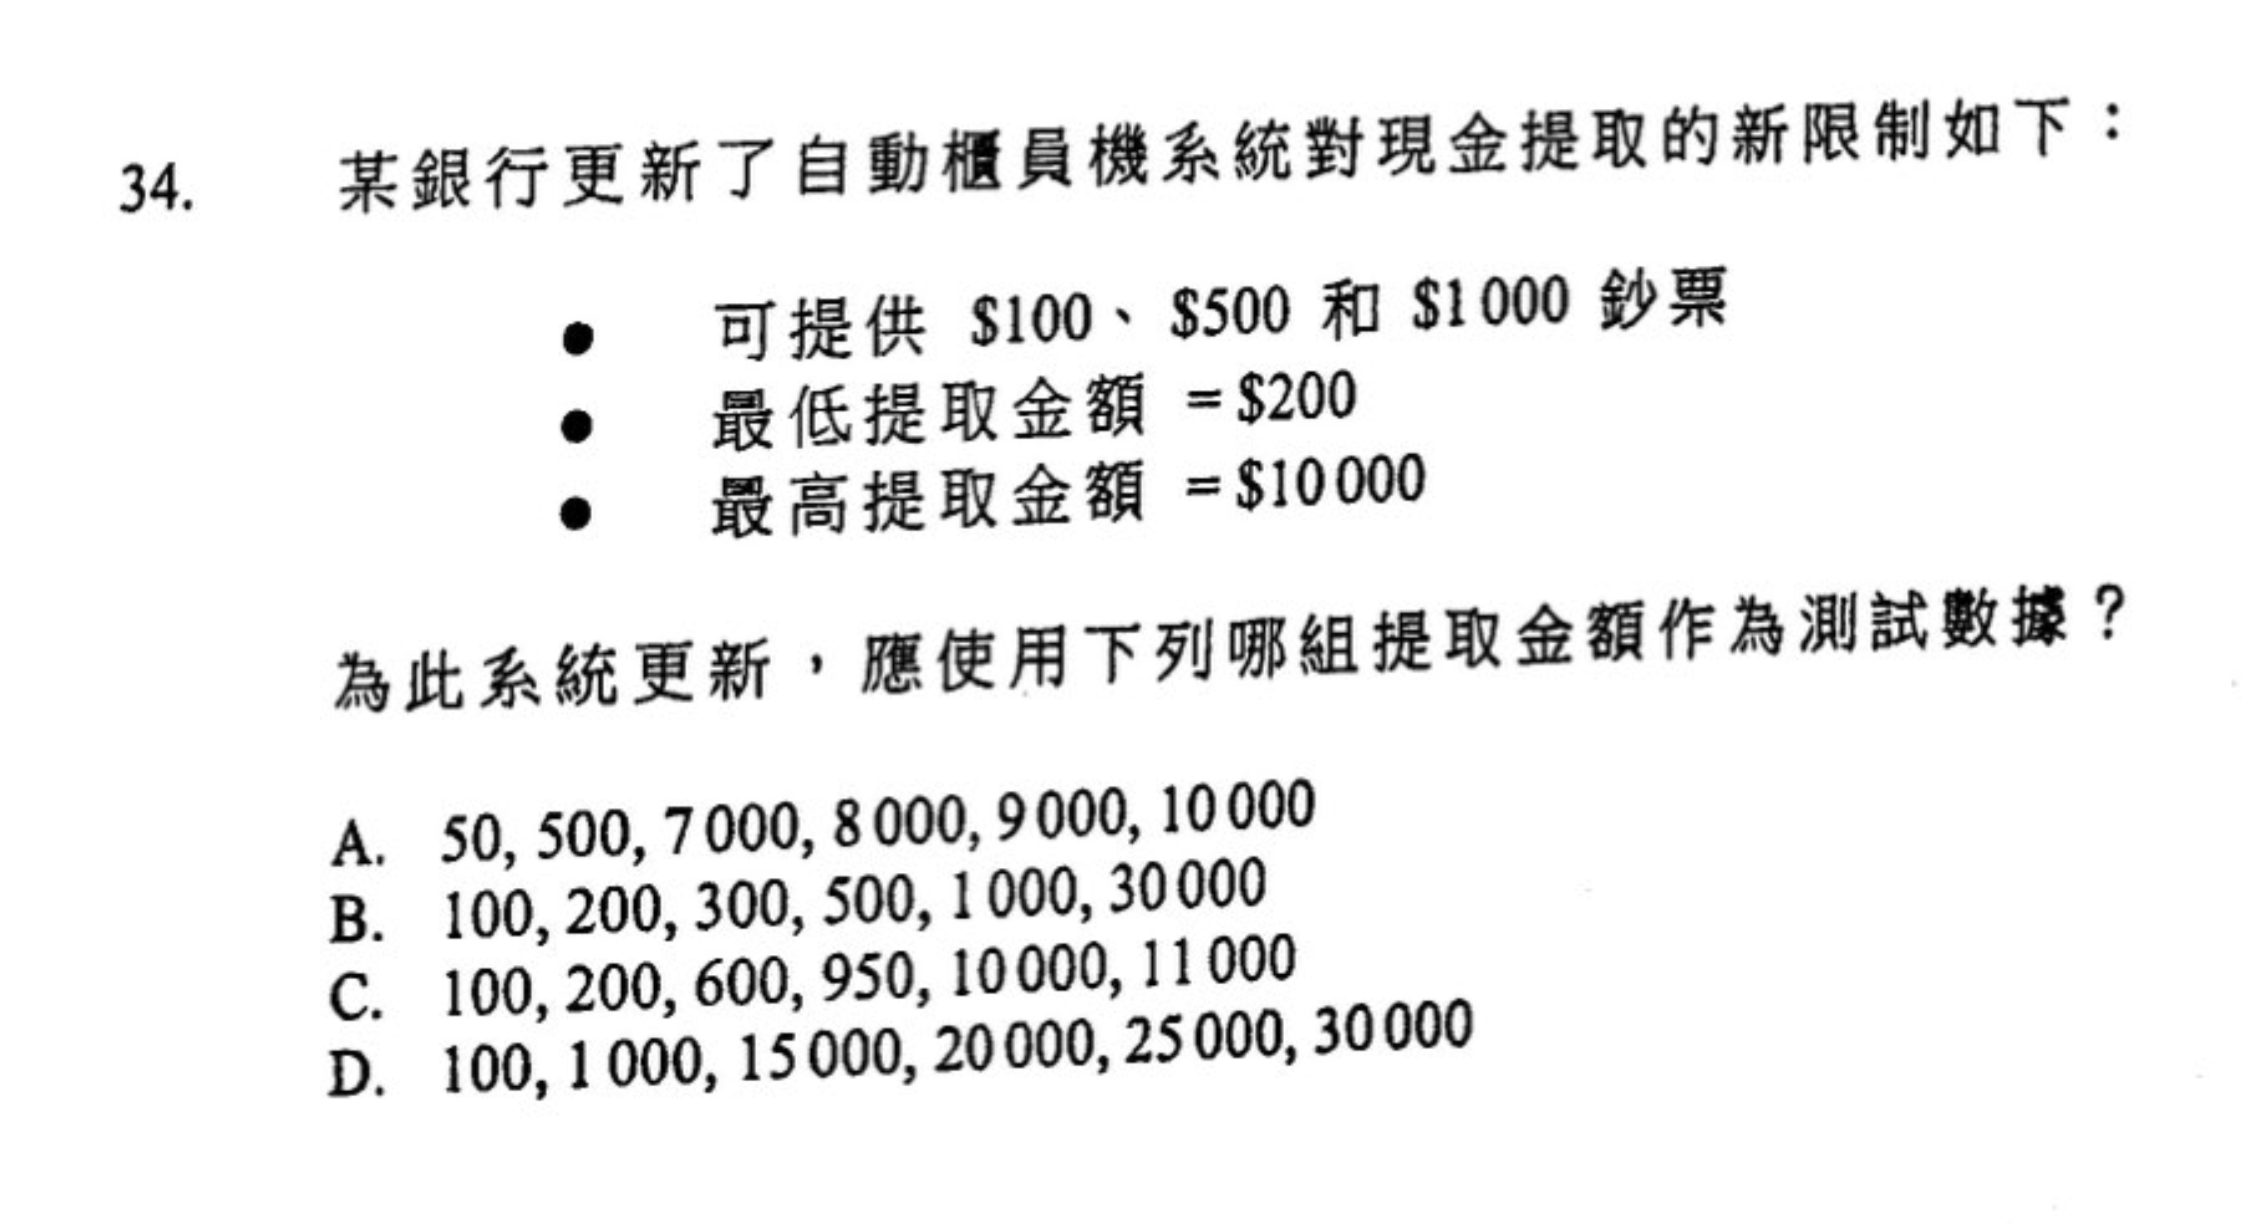 34. 某銀行更新了自動櫃員機系統對現金提取的新限制如下：
● 可提供 $100、$500 和 $1 000 鈔票
● 最低提取金額 = $200
● 最高提取金額 = $10 000
為此系統更新，應使用下列哪組提取金額作為測試數據？
A. 50, 500, 7 000, 8 000, 9 000, 10 000
B. 100, 200, 300, 500, 1 000, 30 000
C. 100, 200, 600, 950, 10 000, 11 000
D. 100, 1 000, 15 000, 20 000, 25 000, 30 000